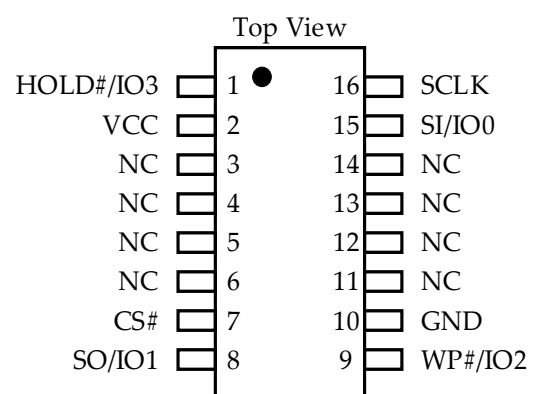 Top View
HOLD#/IO3 1 16 SCLK
VCC 2 15 SI/IO0
NC 3 14 NC
NC 4 13 NC
NC 5 12 NC
NC 6 11 NC
CS# 7 10 GND
SO/IO1 8 9 WP#/IO2